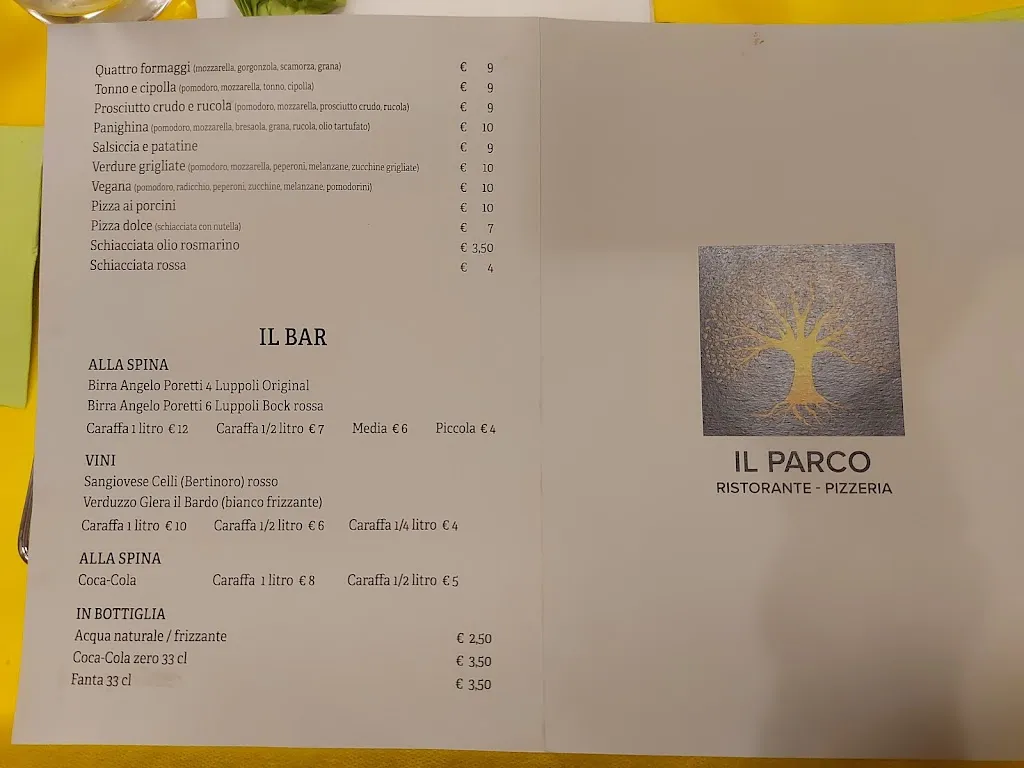 Quattro formaggi (mozzarella, gorgonzola, scamorza, grana) € 9
Tonno e cipolla (pomodoro, mozzarella, tonno, cipolla) € 9
Prosciutto crudo e rucola (pomodoro, mozzarella, prosciutto crudo, rucola) € 9
Panighina (pomodoro, mozzarella, bresaola, grana, rucola, olio tartufato) € 10
Salsiccia e patatine € 9
Verdure grigliate (pomodoro, mozzarella, peperoni, melanzane, zucchine grigliate) € 10
Vegana (pomodoro, radicchio, peperoni, zucchine, melanzane, pomodorini) € 10
Pizza ai porcini € 10
Pizza dolce (schiacciata con nutella) € 7
Schiacciata olio rosmarino € 3,50
Schiacciata rossa € 4
IL BAR
ALLA SPINA
Birra Angelo Poretti 4 Luppoli Original
Birra Angelo Poretti 6 Luppoli Bock rossa
Caraffa 1 litro € 12 Caraffa 1/2 litro € 7 Media € 6 Piccola € 4
VINI
Sangiovese Celli (Bertinoro) rosso
Verduzzo Glera il Bardo (bianco frizzante)
Caraffa 1 litro € 10 Caraffa 1/2 litro € 6 Caraffa 1/4 litro € 4
ALLA SPINA
Coca-Cola Caraffa 1 litro € 8 Caraffa 1/2 litro € 5
IN BOTTIGLIA
Acqua naturale / frizzante € 2,50
Coca-Cola zero 33 cl € 3,50
Fanta 33 cl € 3,50
IL PARCO
RISTORANTE - PIZZERIA